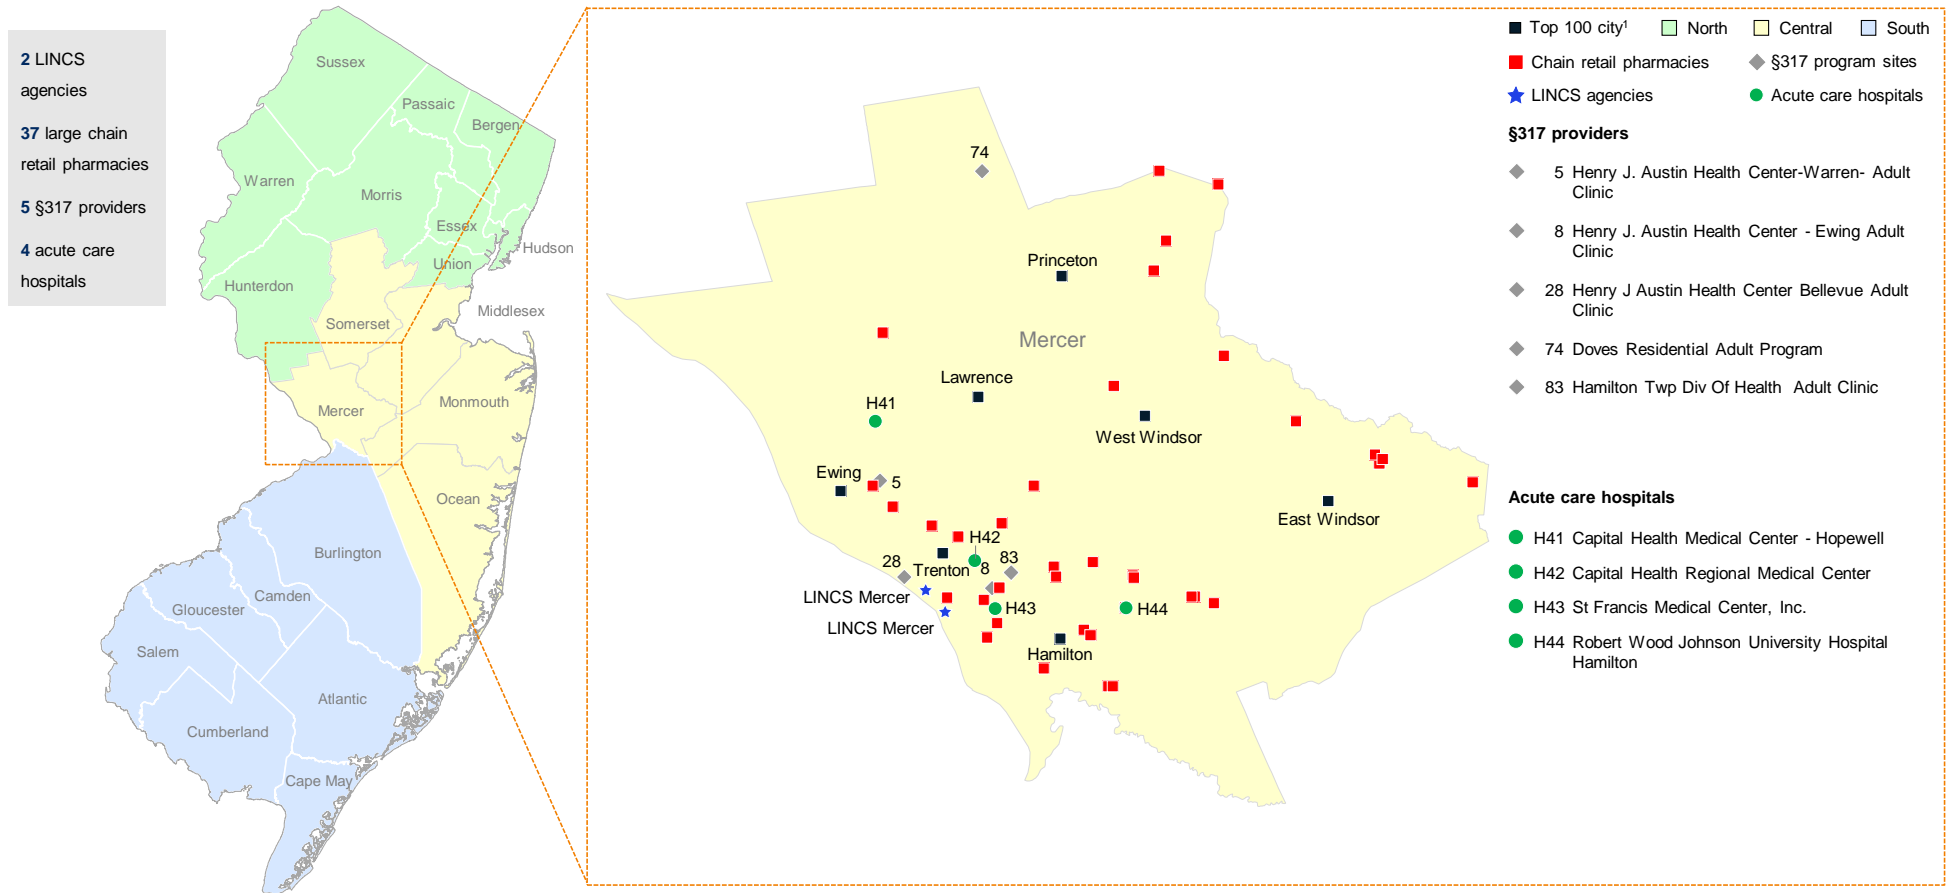 2 LINCS
agencies
37 large chain
retail pharmacies
5 §317 providers
4 acute care
hospitals
Sussex
Passaic
Bergen
Warren
Morris
Essex
Hudson
Union
Hunterdon
Middlesex
Somerset
Mercer
Monmouth
Ocean
Burlington
Camden
Gloucester
Salem
Atlantic
Cumberland
Cape May
74
Princeton
Mercer
Lawrence
H41
West Windsor
Ewing
5
East Windsor
H42
83
28
Trenton
8
LINCS Mercer
H43
H44
LINCS Mercer
Hamilton
Top 100 city¹
North
Central
South
Chain retail pharmacies
§317 program sites
LINCS agencies
Acute care hospitals
§317 providers
5 Henry J. Austin Health Center-Warren- Adult
Clinic
8 Henry J. Austin Health Center - Ewing Adult
Clinic
28 Henry J Austin Health Center Bellevue Adult
Clinic
74 Doves Residential Adult Program
83 Hamilton Twp Div Of Health Adult Clinic
Acute care hospitals
H41 Capital Health Medical Center - Hopewell
H42 Capital Health Regional Medical Center
H43 St Francis Medical Center, Inc.
H44 Robert Wood Johnson University Hospital
Hamilton